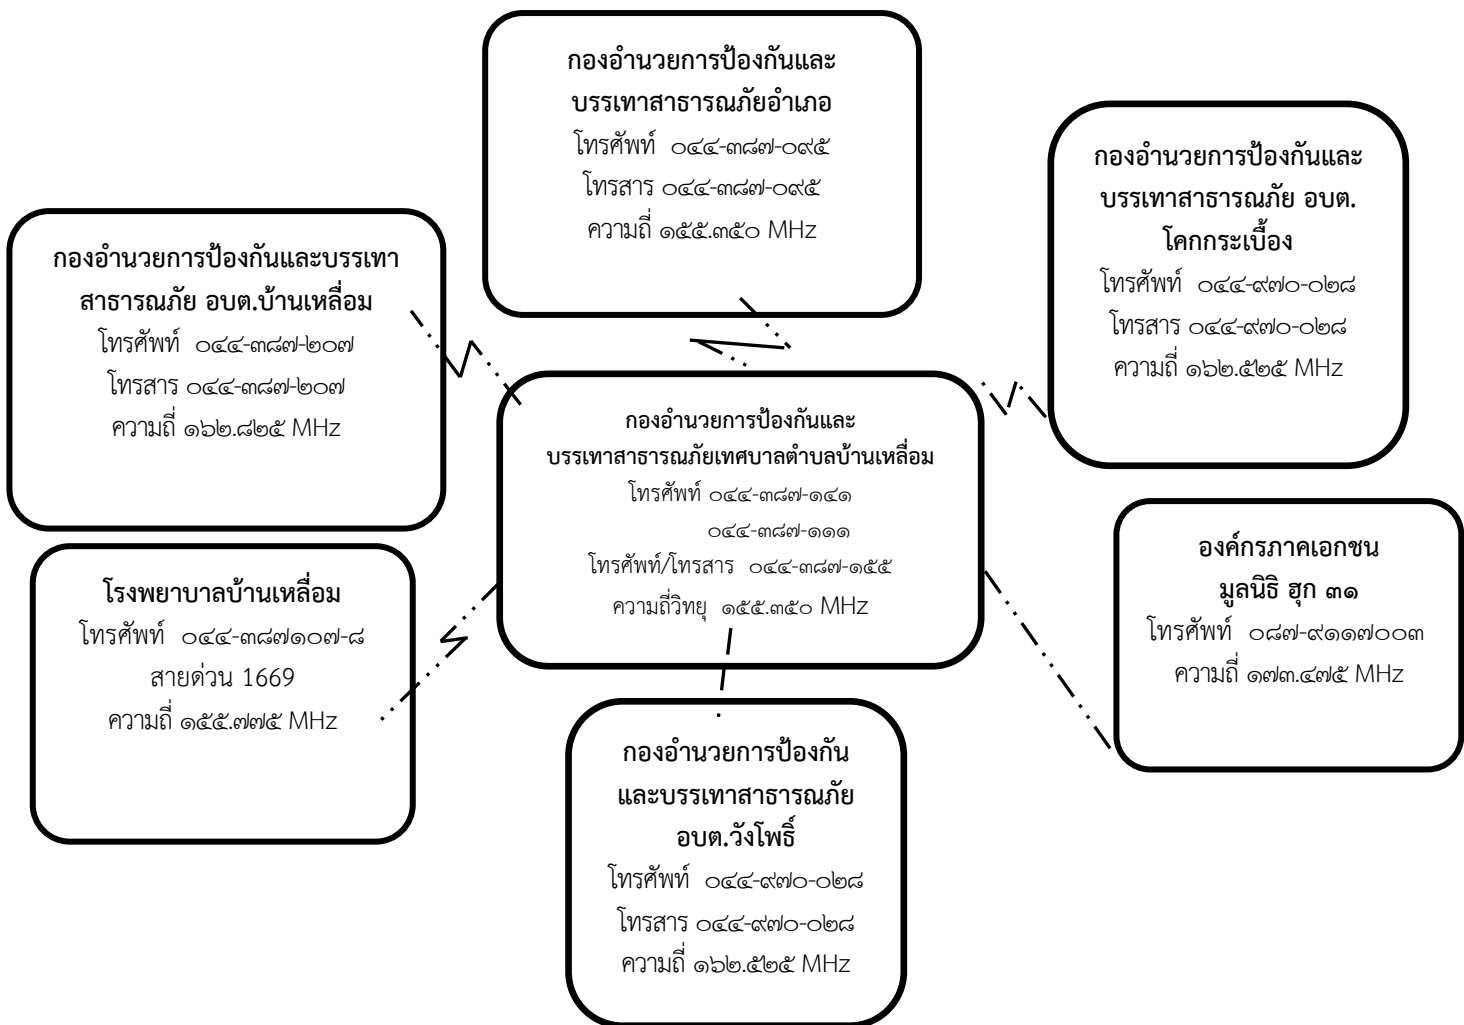 กองอำนวยการป้องกันและ
บรรเทาสาธารณภัยอำเภอ
โทรศัพท์ ๐๔๔-๓๘๗-๐๙๕
โทรสาร ๐๔๔-๓๘๗-๐๙๕
ความถี่ ๑๕๕.๓๕๐ MHz
กองอำนวยการป้องกันและ
บรรเทาสาธารณภัย อบต.
โคกกระเบื้อง
โทรศัพท์ ๐๔๔-๙๗๐-๐๒๘
โทรสาร ๐๔๔-๙๗๐-๐๒๘
ความถี่ ๑๖๒.๕๒๕ MHz
กองอำนวยการป้องกันและบรรเทา
สาธารณภัย อบต.บ้านเหลื่อม
โทรศัพท์ ๐๔๔-๓๘๗-๒๐๗
โทรสาร ๐๔๔-๓๘๗-๒๐๗
ความถี่ ๑๖๒.๘๒๕ MHz
กองอำนวยการป้องกันและ
บรรเทาสาธารณภัยเทศบาลตำบลบ้านเหลื่อม
โทรศัพท์ ๐๔๔-๓๘๗-๑๔๑
๐๔๔-๓๘๗-๑๑๑
โทรศัพท์/โทรสาร ๐๔๔-๓๘๗-๑๕๕
ความถี่วิทยุ ๑๕๕.๓๕๐ MHz
องค์กรภาคเอกชน
มูลนิธิ ฮุก ๓๑
โทรศัพท์ ๐๘๗-๙๑๑๗๐๐๓
ความถี่ ๑๗๓.๔๗๕ MHz
โรงพยาบาลบ้านเหลื่อม
โทรศัพท์ ๐๔๔-๓๘๗๑๐๗-๘
สายด่วน 1669
ความถี่ ๑๕๕.๗๗๕ MHz
กองอำนวยการป้องกัน
และบรรเทาสาธารณภัย
อบต.วังโพธิ์
โทรศัพท์ ๐๔๔-๙๗๐-๐๒๘
โทรสาร ๐๔๔-๙๗๐-๐๒๘
ความถี่ ๑๖๒.๕๒๕ MHz